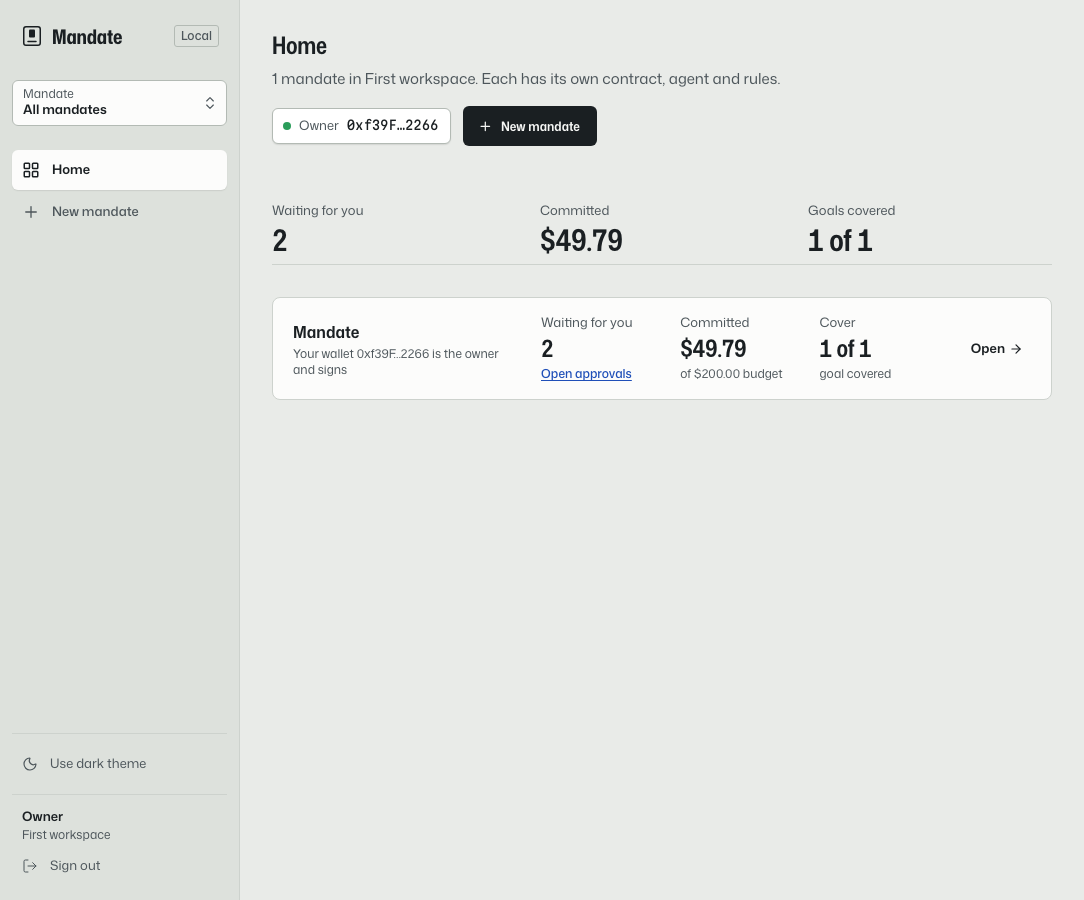 Mandate
Local
Mandate
All mandates
Home
New mandate
Use dark theme
Owner
First workspace
Sign out
Home
1 mandate in First workspace. Each has its own contract, agent and rules.
Owner 0xf39F…2266
New mandate
Waiting for you
2
Committed
$49.79
Goals covered
1 of 1
Mandate
Your wallet 0xf39F…2266 is the owner
and signs
Waiting for you
2
Open approvals
Committed
$49.79
of $200.00 budget
Cover
1 of 1
goal covered
Open